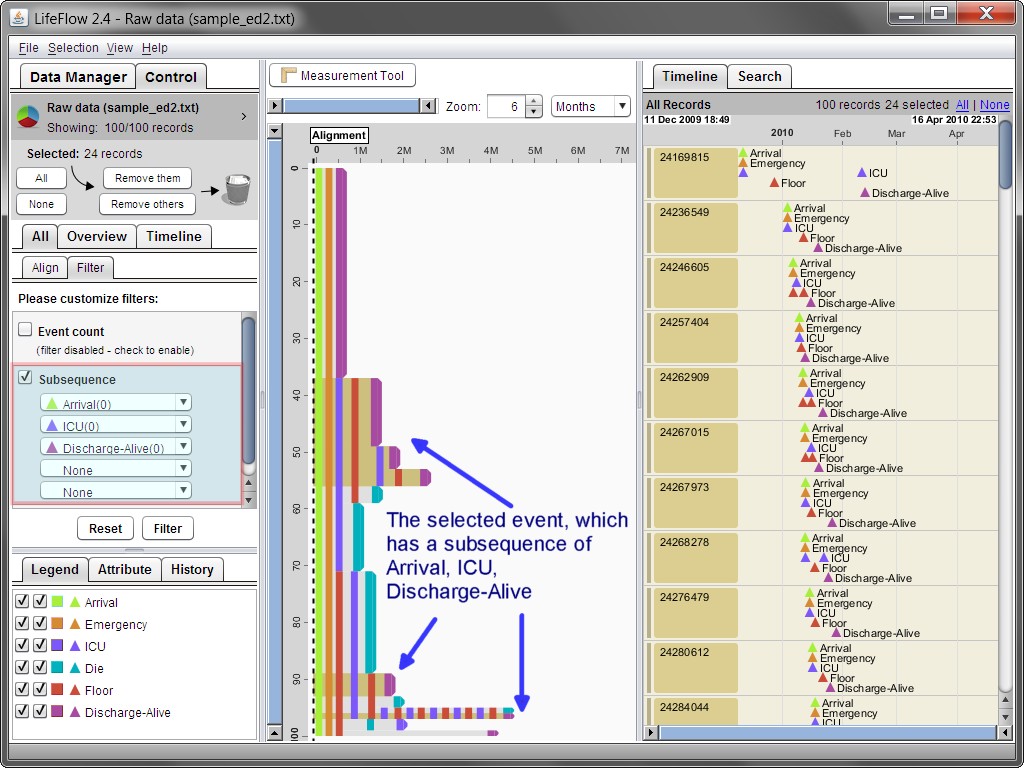 LifeFlow 2.4 - Raw data (sample_ed2.txt)
File Selection View Help
Data Manager Control
Raw data (sample_ed2.txt)
Showing: 100/100 records
Selected: 24 records
All Remove them
None Remove others
All Overview Timeline
Align Filter
Please customize filters:
Event count
(filter disabled - check to enable)
Subsequence
Arrival(0)
ICU(0)
Discharge-Alive(0)
None
None
Reset Filter
Legend Attribute History
Arrival
Emergency
ICU
Die
Floor
Discharge-Alive
Measurement Tool
Zoom: 6 Months
Alignment
0 1M 2M 3M 4M 5M 6M 7M
0
10
20
30
40
50
60
70
80
90
100
The selected event, which
has a subsequence of
Arrival, ICU,
Discharge-Alive
Timeline Search
All Records 100 records 24 selected All | None
11 Dec 2009 18:49 16 Apr 2010 22:53
2010 Feb Mar Apr
24169815
Arrival
Emergency
ICU
Floor
Discharge-Alive
24236549
Arrival
Emergency
ICU
Floor
Discharge-Alive
24246605
Arrival
Emergency
ICU
Floor
Discharge-Alive
24257404
Arrival
Emergency
ICU
Floor
Discharge-Alive
24262909
Arrival
Emergency
ICU
Floor
Discharge-Alive
24267015
Arrival
Emergency
ICU
Floor
Discharge-Alive
24267973
Arrival
Emergency
ICU
Floor
Discharge-Alive
24268278
Arrival
Emergency
ICU
Floor
Discharge-Alive
24276479
Arrival
Emergency
ICU
Floor
Discharge-Alive
24280612
Arrival
Emergency
ICU
Floor
Discharge-Alive
24284044
Arrival
Emergency
ICU